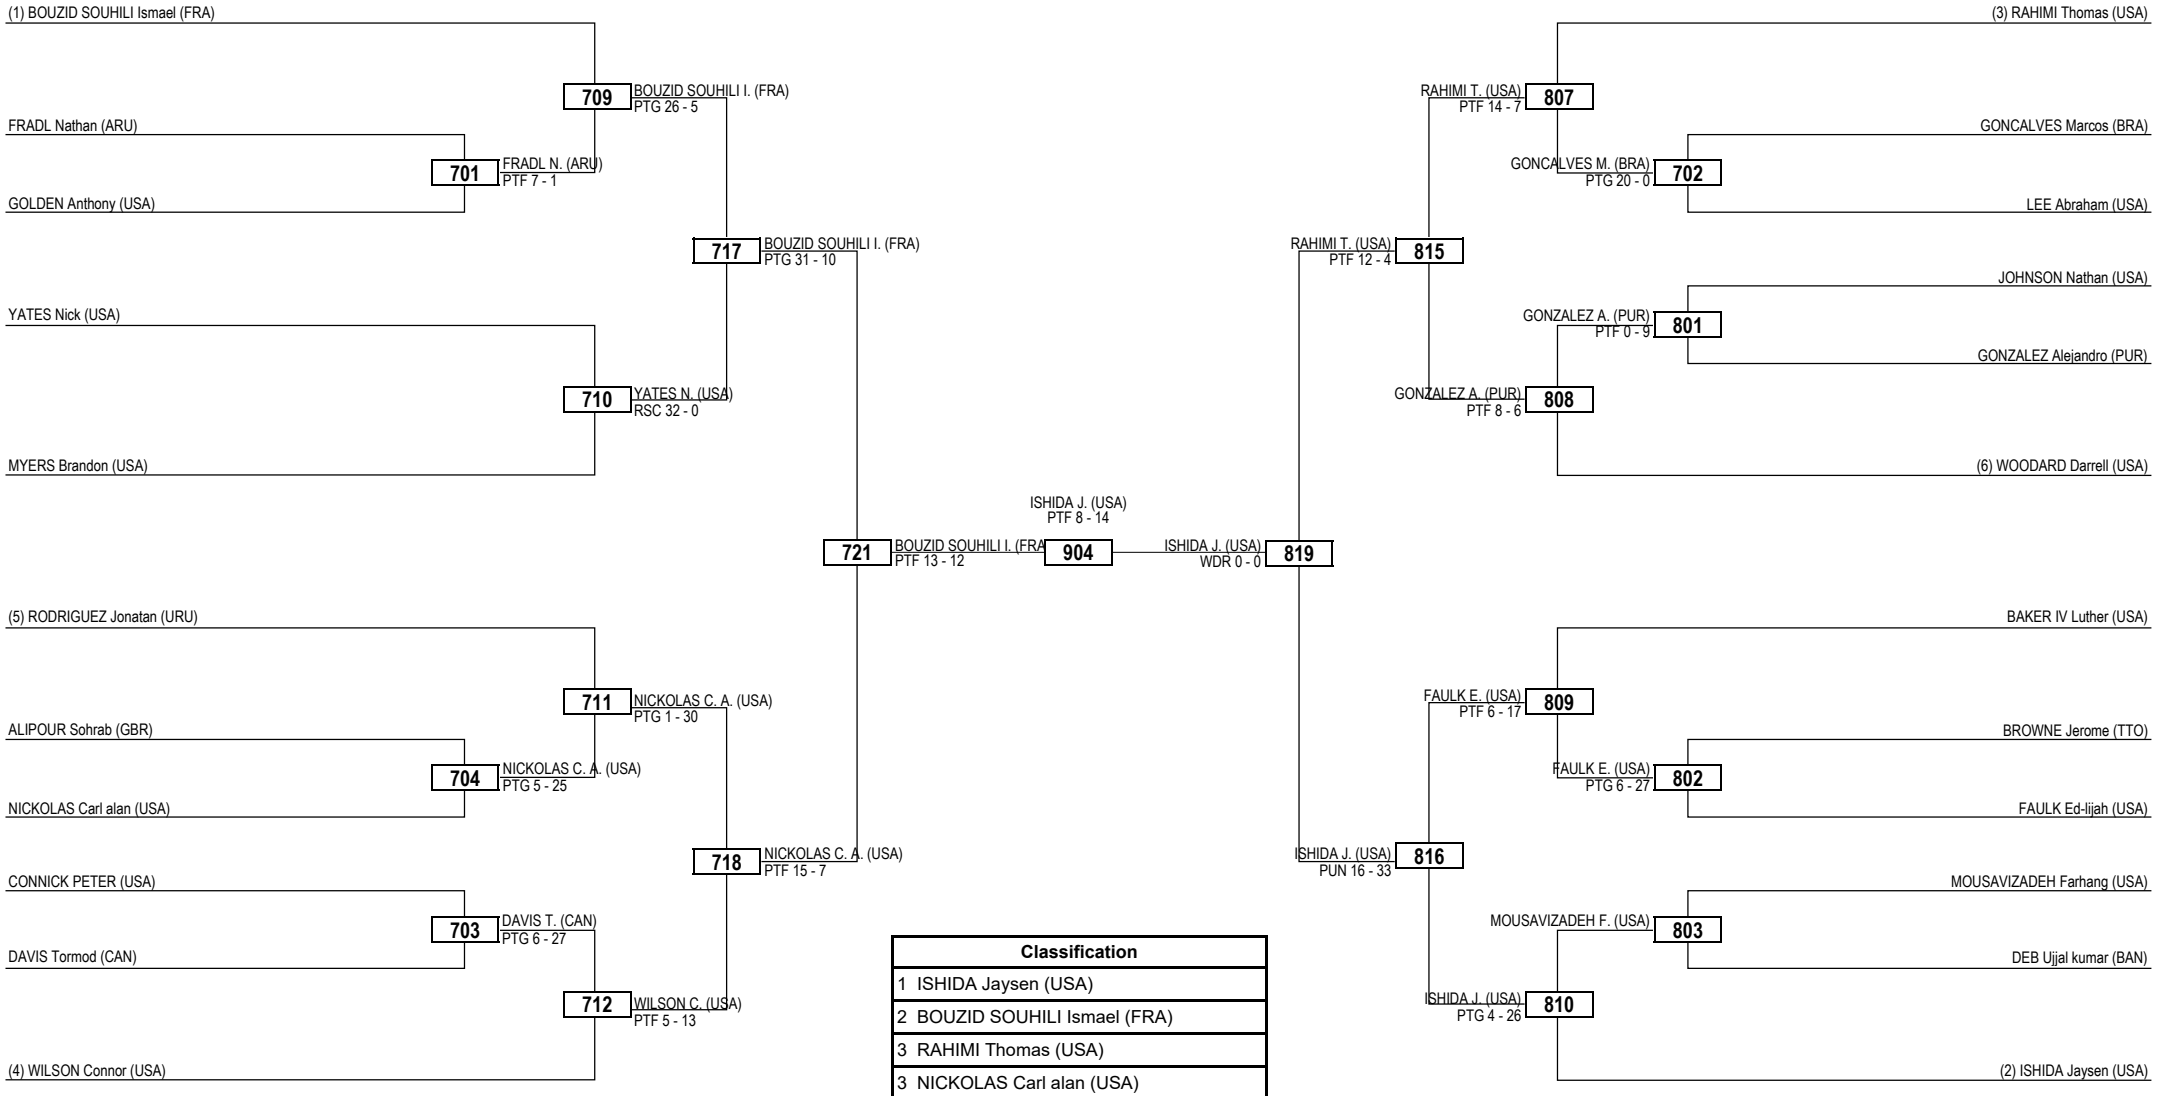 (1) BOUZID SOUHILI Ismael (FRA)
709
BOUZID SOUHILI I. (FRA)
PTG 26 - 5
FRADL Nathan (ARU)
701
FRADL N. (ARU)
PTF 7 - 1
GOLDEN Anthony (USA)
717
BOUZID SOUHILI I. (FRA)
PTG 31 - 10
YATES Nick (USA)
710
YATES N. (USA)
RSC 32 - 0
MYERS Brandon (USA)
721
BOUZID SOUHILI I. (FRA
PTF 13 - 12
(5) RODRIGUEZ Jonatan (URU)
711
NICKOLAS C. A. (USA)
PTG 1 - 30
ALIPOUR Sohrab (GBR)
704
NICKOLAS C. A. (USA)
PTG 5 - 25
NICKOLAS Carl alan (USA)
718
NICKOLAS C. A. (USA)
PTF 15 - 7
CONNICK PETER (USA)
703
DAVIS T. (CAN)
PTG 6 - 27
DAVIS Tormod (CAN)
712
WILSON C. (USA)
PTF 5 - 13
(4) WILSON Connor (USA)
ISHIDA J. (USA)
PTF 8 - 14
904
(3) RAHIMI Thomas (USA)
RAHIMI T. (USA)
PTF 14 - 7
807
GONCALVES Marcos (BRA)
GONCALVES M. (BRA)
PTG 20 - 0
702
LEE Abraham (USA)
RAHIMI T. (USA)
PTF 12 - 4
815
JOHNSON Nathan (USA)
GONZALEZ A. (PUR)
PTF 0 - 9
801
GONZALEZ Alejandro (PUR)
GONZALEZ A. (PUR)
PTF 8 - 6
808
(6) WOODARD Darrell (USA)
ISHIDA J. (USA)
WDR 0 - 0
819
BAKER IV Luther (USA)
FAULK E. (USA)
PTF 6 - 17
809
BROWNE Jerome (TTO)
FAULK E. (USA)
PTG 6 - 27
802
FAULK Ed-lijah (USA)
ISHIDA J. (USA)
PUN 16 - 33
816
MOUSAVIZADEH Farhang (USA)
MOUSAVIZADEH F. (USA)
803
DEB Ujjal kumar (BAN)
ISHIDA J. (USA)
PTG 4 - 26
810
(2) ISHIDA Jaysen (USA)
Classification
1 ISHIDA Jaysen (USA)
2 BOUZID SOUHILI Ismael (FRA)
3 RAHIMI Thomas (USA)
3 NICKOLAS Carl alan (USA)